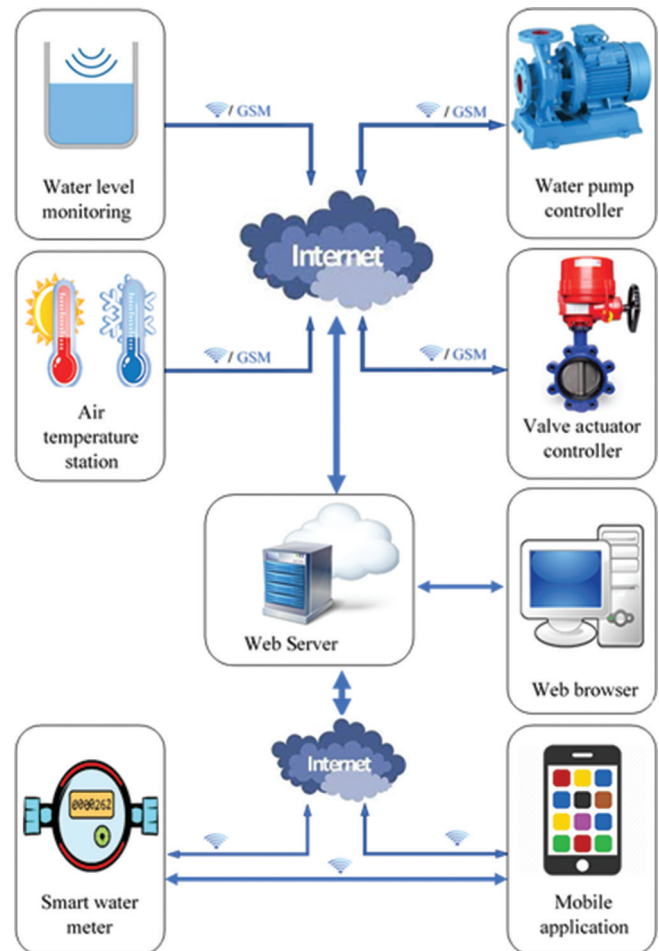 / GSM
/ GSM
Water level
monitoring
Water pump
controller
Internet
/ GSM
/ GSM
Air
temperature
station
Valve actuator
controller
Web Server
Web browser
Internet
0000262
Smart water
meter
Mobile
application